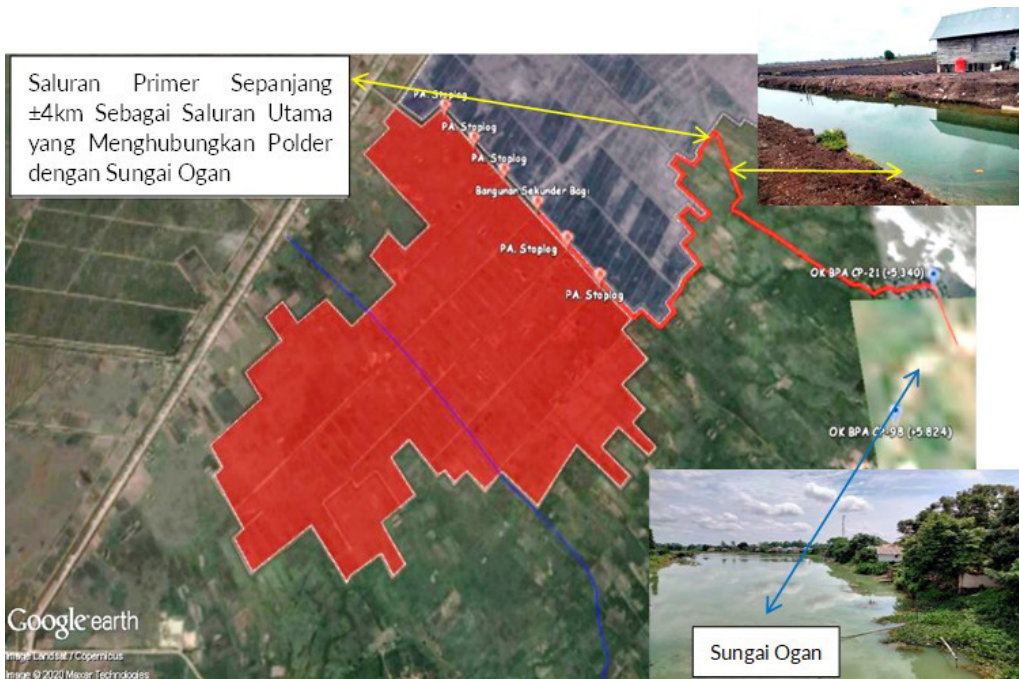 Saluran Primer Sepanjang
±4km Sebagai Saluran Utama
yang Menghubungkan Polder
dengan Sungai Ogan
PA. Stoplog
PA. Stoplog
PA. Stoplog
Bangunan Sekunder Bagi
PA. Stoplog
PA. Stoplog
OK BPA CP-21 (+5.340)
OK BPA CP-98 (+5.824)
Sungai Ogan
Google earth
Image Landsat / Copernicus
Image © 2020 Maxar Technologies